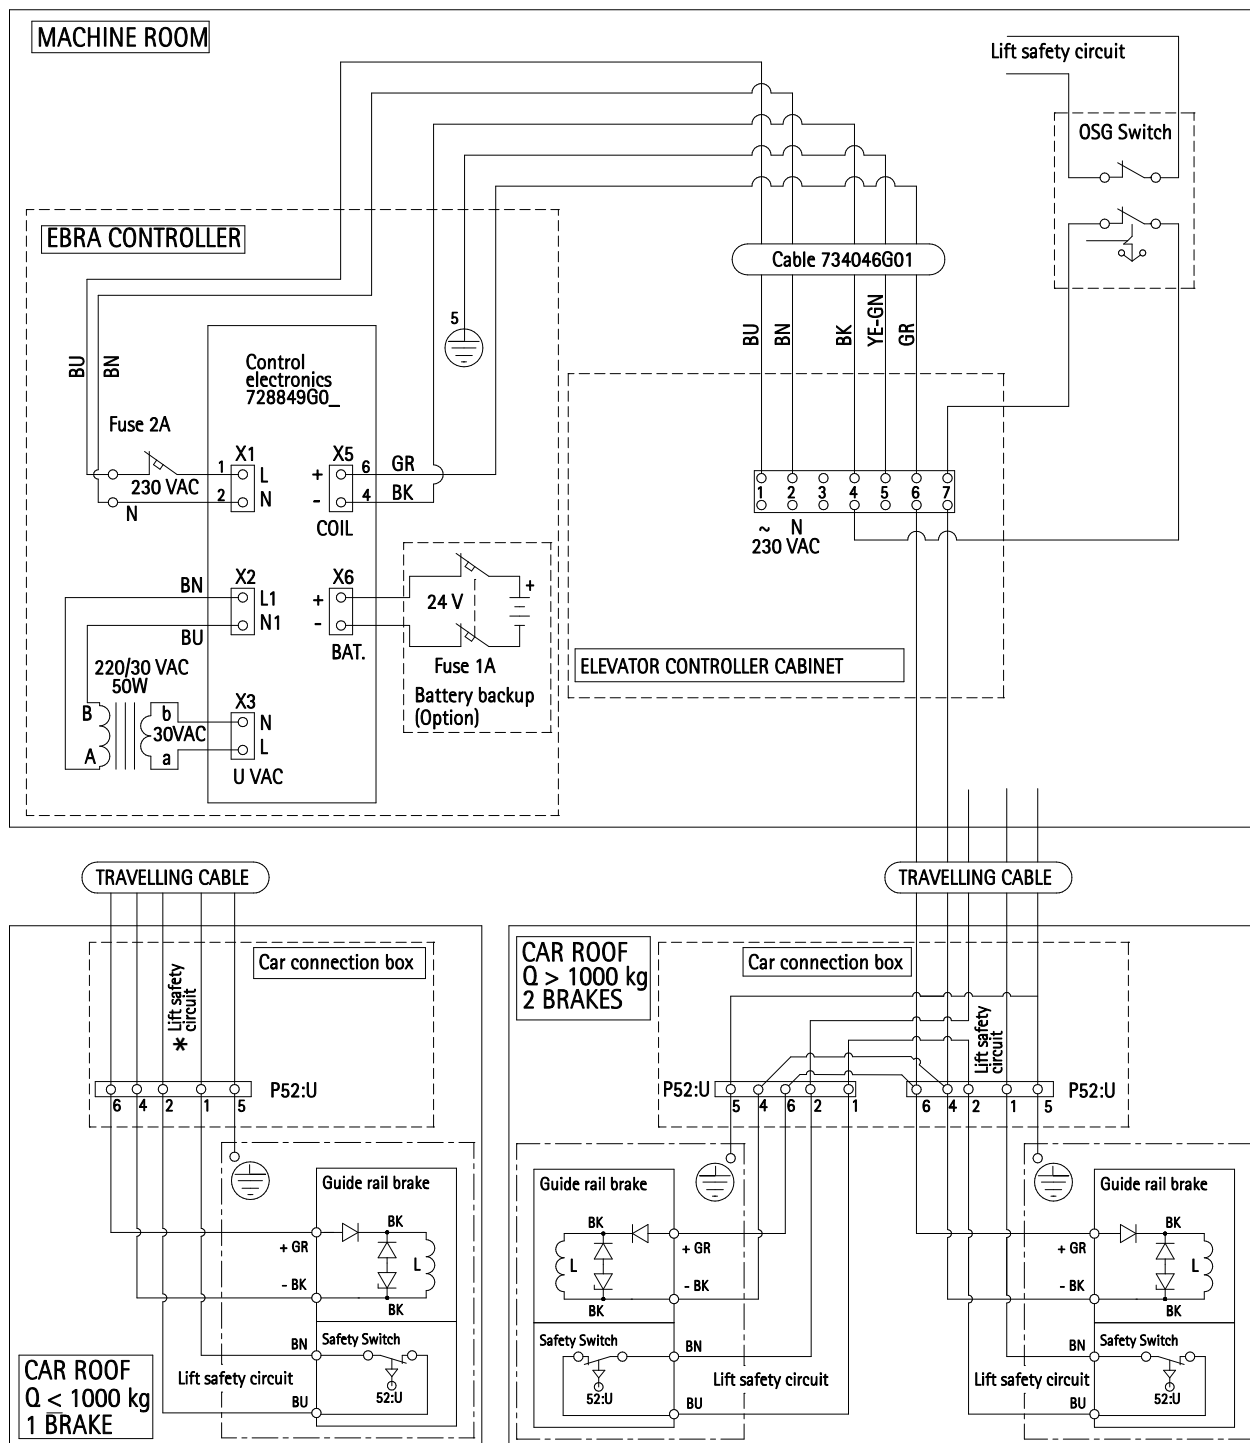 MACHINE ROOM
Lift safety circuit
OSG Switch
EBRA CONTROLLER
Cable 734046G01
BU
BN
BK
YE-GN
GR
5
BU
BN
Control
electronics
728849G0_
Fuse 2A
X1
1
L
230 VAC
2
N
N
X5
+
6
GR
-
4
BK
COIL
1
2
3
4
5
6
7
~ N
230 VAC
X2
BN
L1
N1
BU
X6
+
-
BAT.
24 V
+
Fuse 1A
Battery backup
(Option)
ELEVATOR CONTROLLER CABINET
220/30 VAC
50W
B
A
b
30VAC
a
X3
N
L
U VAC
TRAVELLING CABLE
TRAVELLING CABLE
Car connection box
* Lift safety
circuit
P52:U
6
4
2
1
5
Guide rail brake
BK
+ GR
L
- BK
BK
BN
Safety Switch
52:U
Lift safety circuit
BU
CAR ROOF
Q ≤ 1000 kg
1 BRAKE
CAR ROOF
Q > 1000 kg
2 BRAKES
Car connection box
Lift safety
circuit
P52:U
5
4
6
2
1
6
4
2
1
5
P52:U
Guide rail brake
BK
+ GR
L
- BK
BK
Safety Switch
BN
52:U
Lift safety circuit
BU
Guide rail brake
BK
+ GR
L
- BK
BK
BN
Safety Switch
52:U
Lift safety circuit
BU